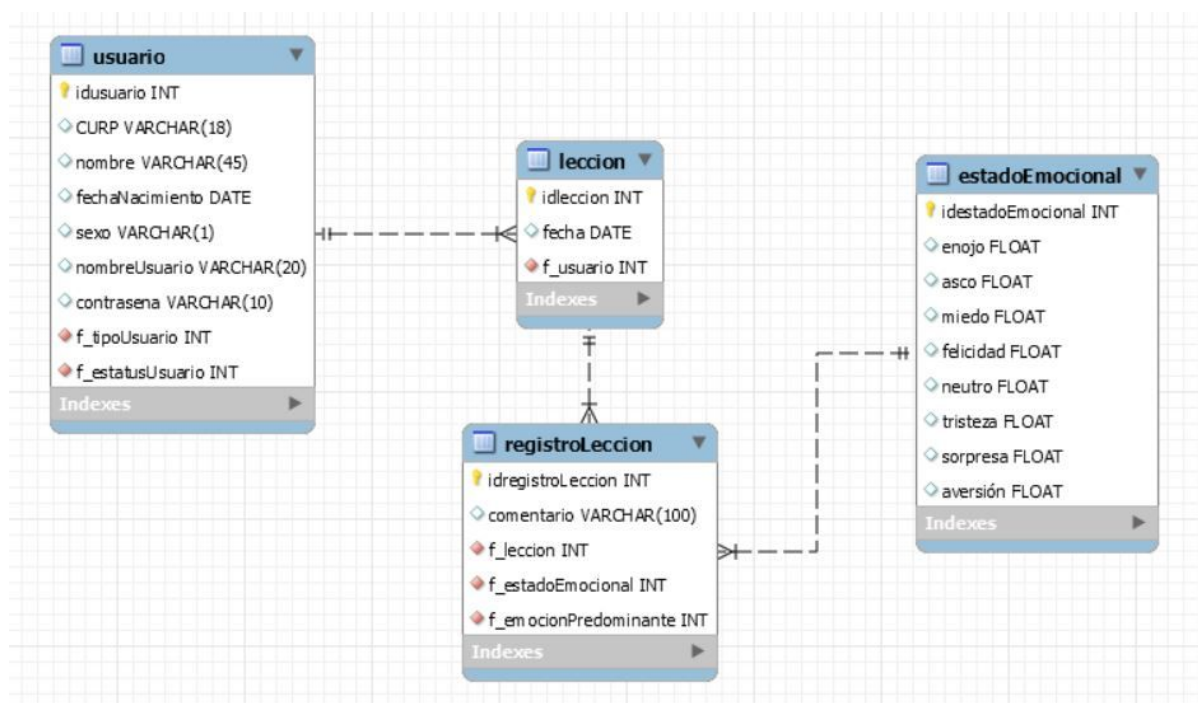 usuario
idusuario INT
CURP VARCHAR(18)
nombre VARCHAR(45)
fechaNacimiento DATE
sexo VARCHAR(1)
nombreUsuario VARCHAR(20)
contrasena VARCHAR(10)
f_tipoUsuario INT
f_estatusUsuario INT
Indexes
leccion
idleccion INT
fecha DATE
f_usuario INT
Indexes
registroLeccion
idregistroLeccion INT
comentario VARCHAR(100)
f_leccion INT
f_estadoEmocional INT
f_emocionPredominante INT
Indexes
estadoEmocional
idestadoEmocional INT
enojo FLOAT
asco FLOAT
miedo FLOAT
felicidad FLOAT
neutro FLOAT
tristeza FLOAT
sorpresa FLOAT
aversión FLOAT
Indexes